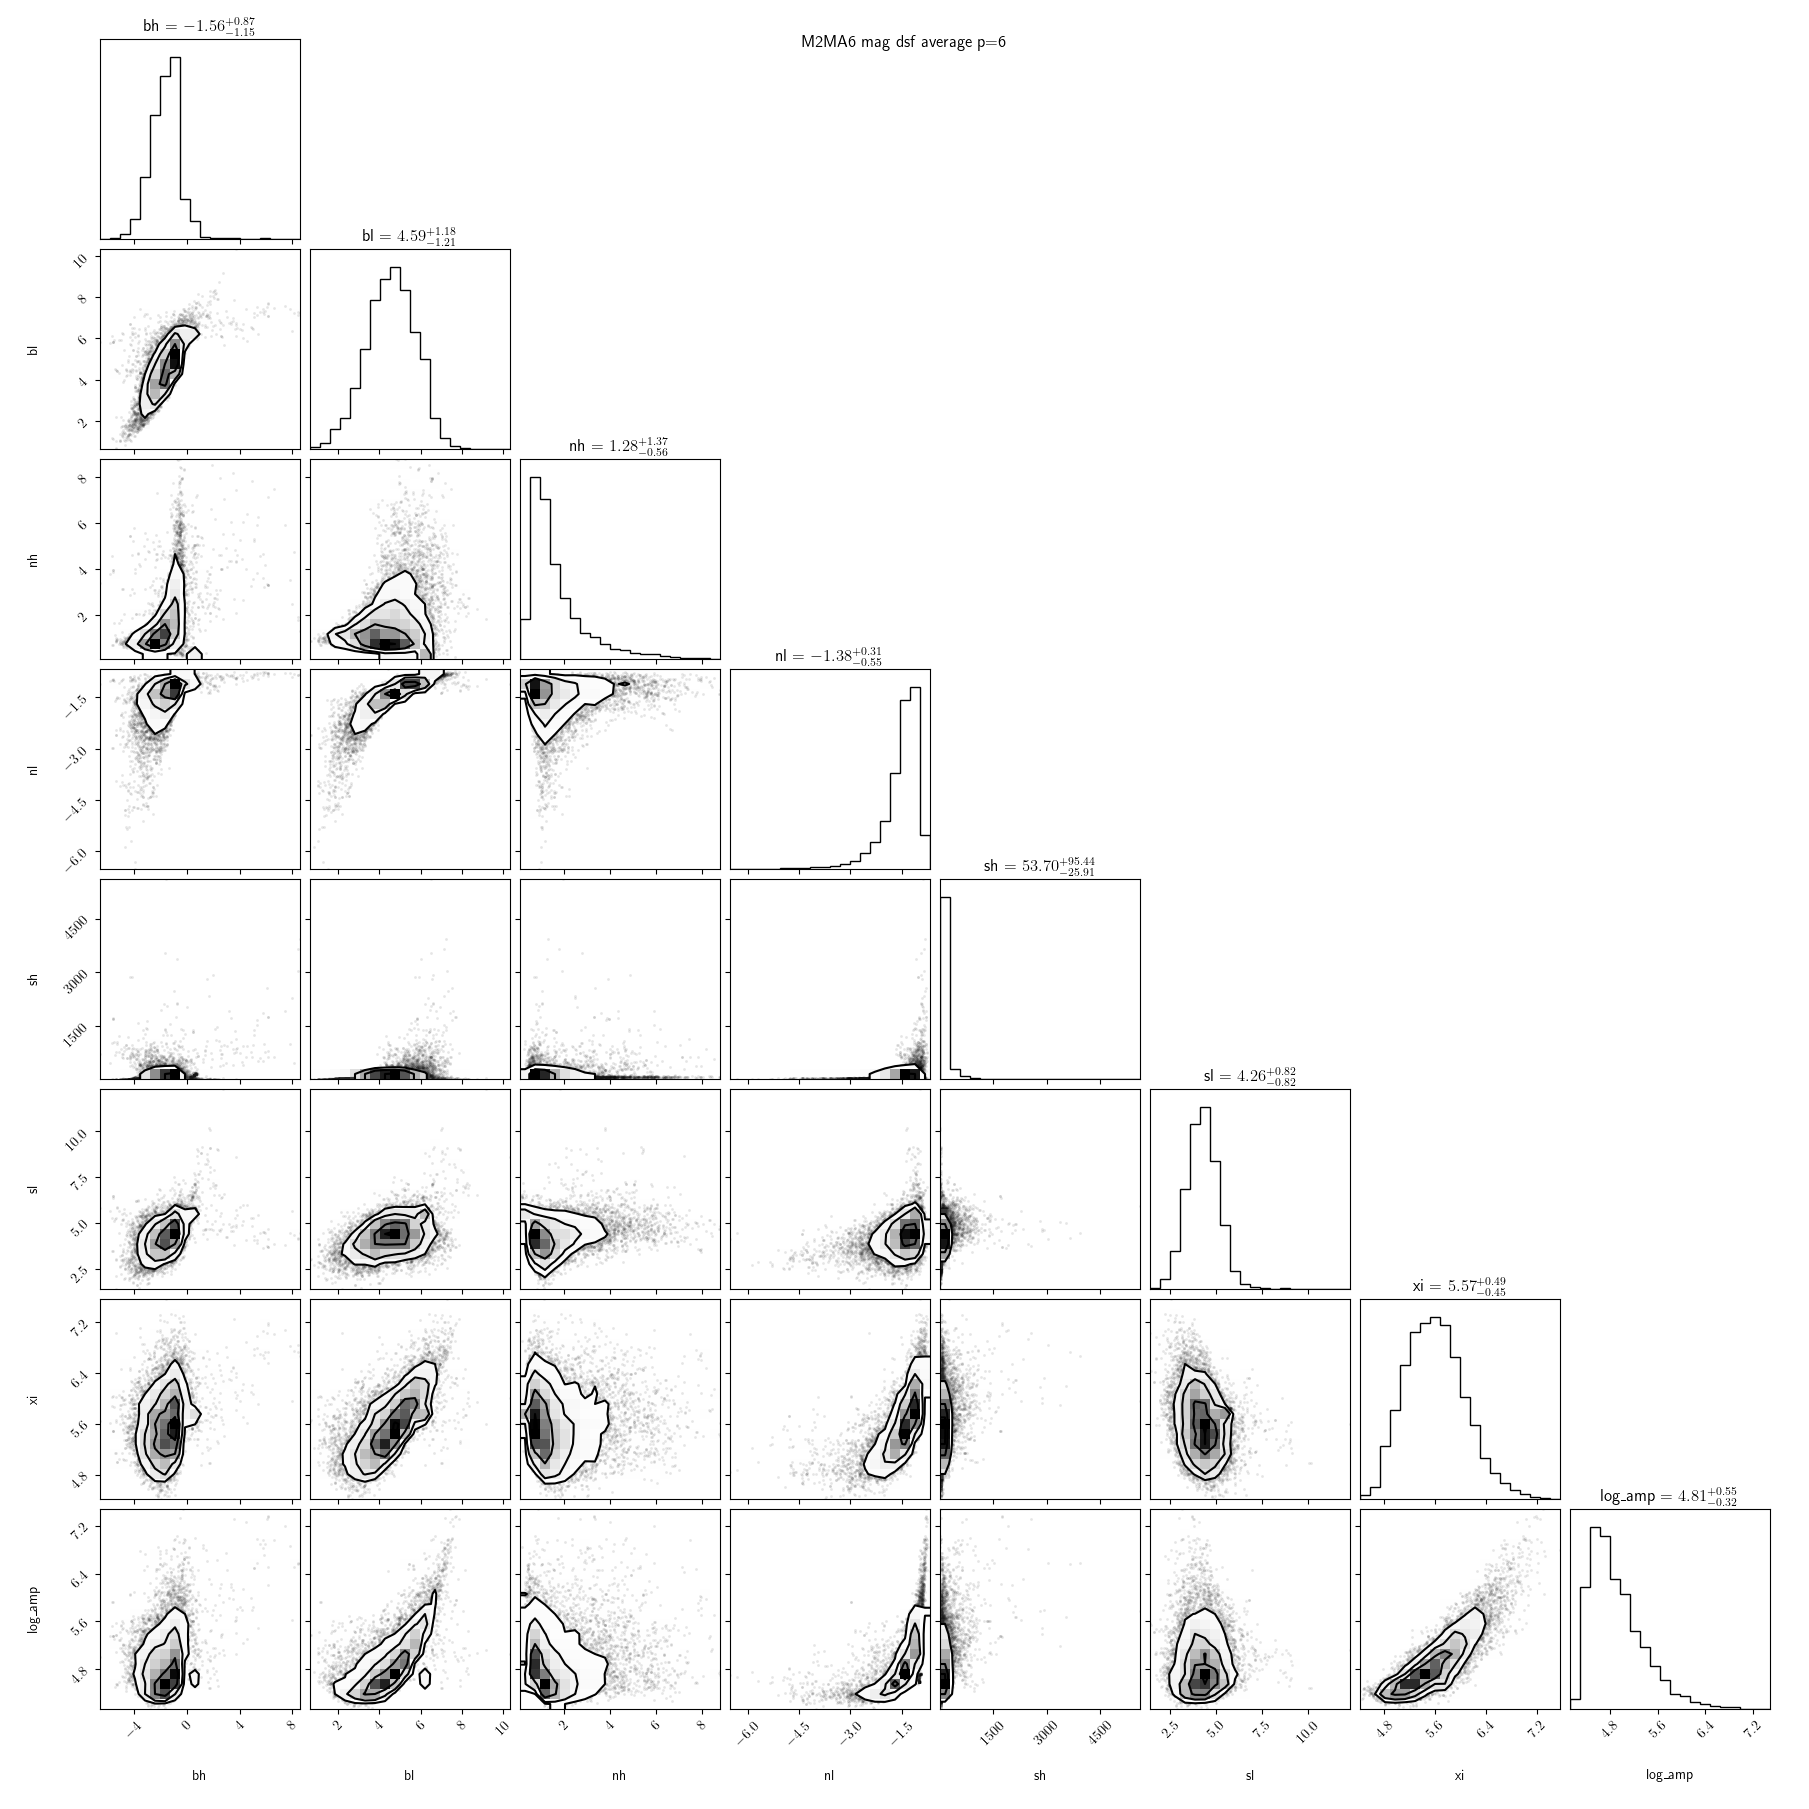 bh = −1.56 +0.87 −1.15
M2MA6 mag dsf average p=6
bl = 4.59 +1.18 −1.21
10
8
6
4
2
bl
nh = 1.28 +1.37 −0.56
8
6
4
2
nh
nl = −1.38 +0.31 −0.55
−1.5
−3.0
−4.5
−6.0
nl
sh = 53.70 +95.44 −25.91
4500
3000
1500
sh
sl = 4.26 +0.82 −0.82
10.0
7.5
5.0
2.5
sl
xi = 5.57 +0.49 −0.45
7.2
6.4
5.6
4.8
xi
log_amp = 4.81 +0.55 −0.32
7.2
6.4
5.6
4.8
log_amp
−4 0 4 8
2 4 6 8 10
2 4 6 8
−6.0 −4.5 −3.0 −1.5
1500 3000 4500
2.5 5.0 7.5 10.0
4.8 5.6 6.4 7.2
4.8 5.6 6.4 7.2
bh bl nh nl sh sl xi log_amp